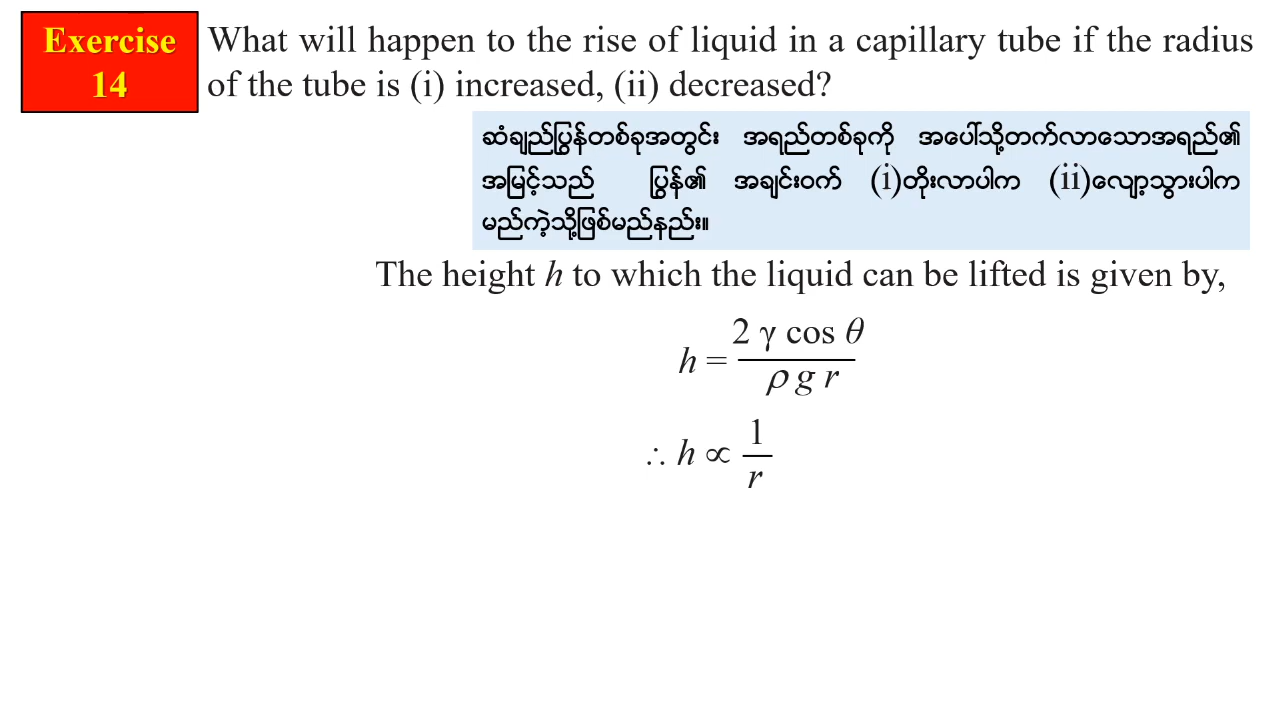 Exercise
14
What will happen to the rise of liquid in a capillary tube if the radius
of the tube is (i) increased, (ii) decreased?
ဆံချည်ပြွန်တစ်ခုအတွင်း အရည်တစ်ခုကို အပေါ်သို့တက်လာသောအရည်၏
အမြင့်သည် ပြွန်၏ အချင်းဝက် (i)တိုးလာပါက (ii)လျော့သွားပါက
မည်ကဲ့သို့ဖြစ်မည်နည်း။
The height h to which the liquid can be lifted is given by,
h = 2 γ cos θ / ρ g r
∴ h ∝ 1 / r